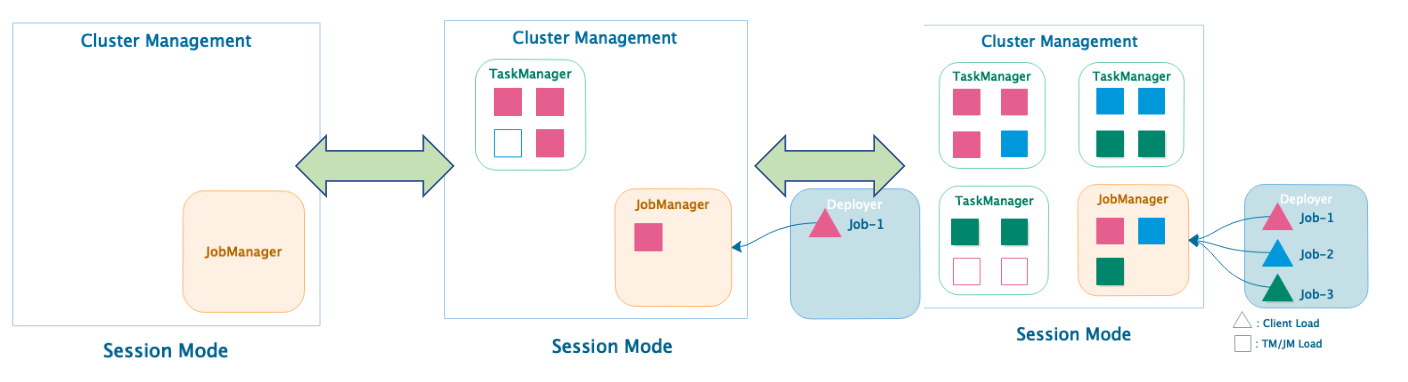 Cluster Management
JobManager
Session Mode
Cluster Management
TaskManager
JobManager
Deployer
Job-1
Session Mode
Cluster Management
TaskManager
TaskManager
TaskManager
JobManager
Deployer
Job-1
Job-2
Job-3
Session Mode
: Client Load
: TM/JM Load